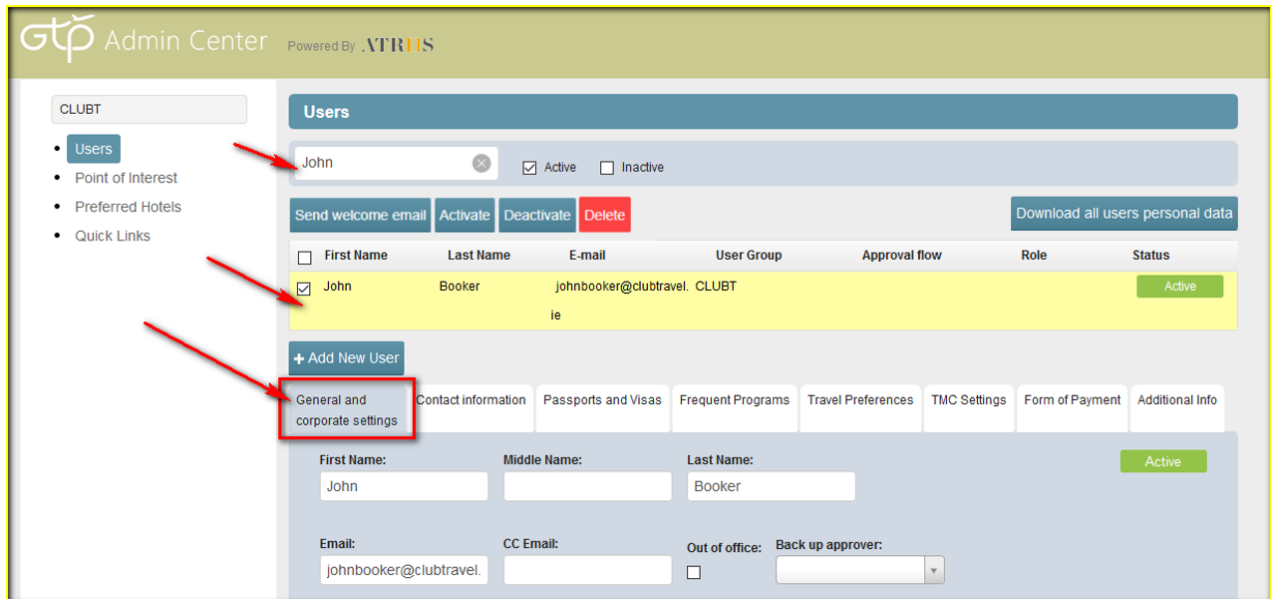 GTP Admin Center Powered By ATRIIS
CLUBT
Users
Point of Interest
Preferred Hotels
Quick Links
Users
John Active Inactive
Send welcome email Activate Deactivate Delete Download all users personal data
First Name Last Name E-mail User Group Approval flow Role Status
John Booker johnbooker@clubtravel. CLUBT Active
ie
+ Add New User
General and
corporate settings
Contact information Passports and Visas Frequent Programs Travel Preferences TMC Settings Form of Payment Additional Info
First Name: Middle Name: Last Name: Active
John Booker
Email: CC Email: Out of office: Back up approver:
johnbooker@clubtravel.